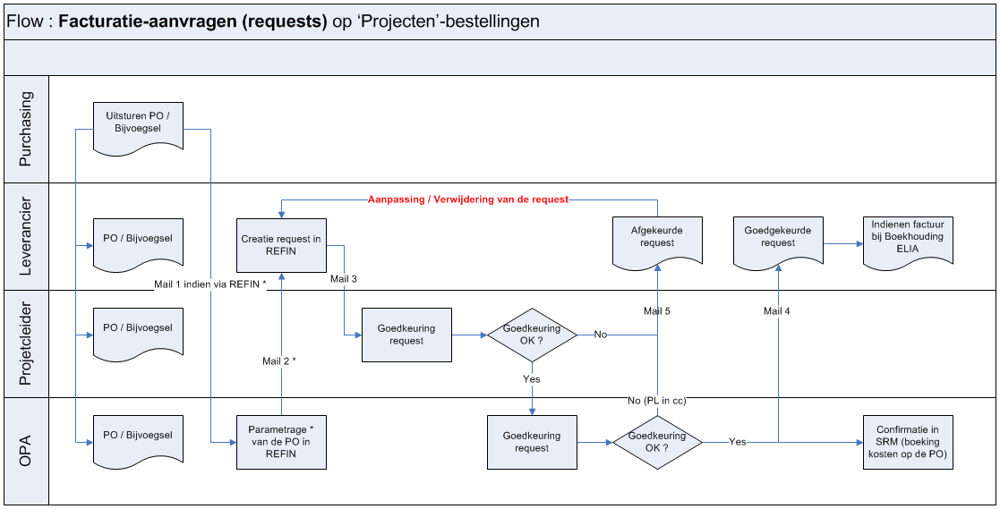 Flow : Facturatie-aanvragen (requests) op ‘Projecten’-bestellingen
Purchasing
Uitsturen PO /
Bijvoegsel
Leverancier
Aanpassing / Verwijdering van de request
PO / Bijvoegsel
Creatie request in
REFIN
Afgekeurde
request
Goedgekeurde
request
Indienen factuur
bij Boekhouding
ELIA
Mail 1 indien via REFIN *
Mail 3
Projetcleider
PO / Bijvoegsel
Goedkeuring
request
Goedkeuring
OK ?
No
Mail 5
Mail 4
Mail 2 *
Yes
No (PL in cc)
OPA
PO / Bijvoegsel
Parametrage *
van de PO in
REFIN
Goedkeuring
request
Goedkeuring
OK ?
Yes
Confirmatie in
SRM (boeking
kosten op de PO)